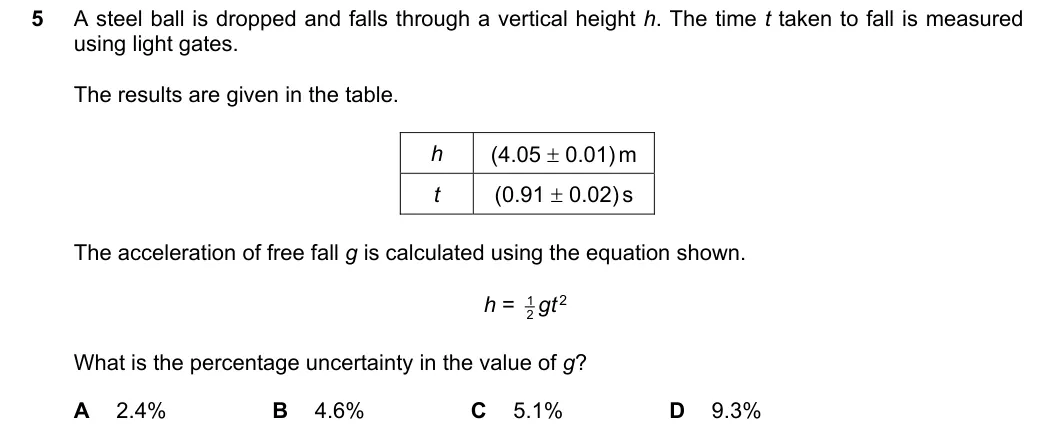 5 A steel ball is dropped and falls through a vertical height h. The time t taken to fall is measured
using light gates.
The results are given in the table.
h (4.05 ± 0.01) m
t (0.91 ± 0.02) s
The acceleration of free fall g is calculated using the equation shown.
h = ½gt²
What is the percentage uncertainty in the value of g?
A 2.4% B 4.6% C 5.1% D 9.3%